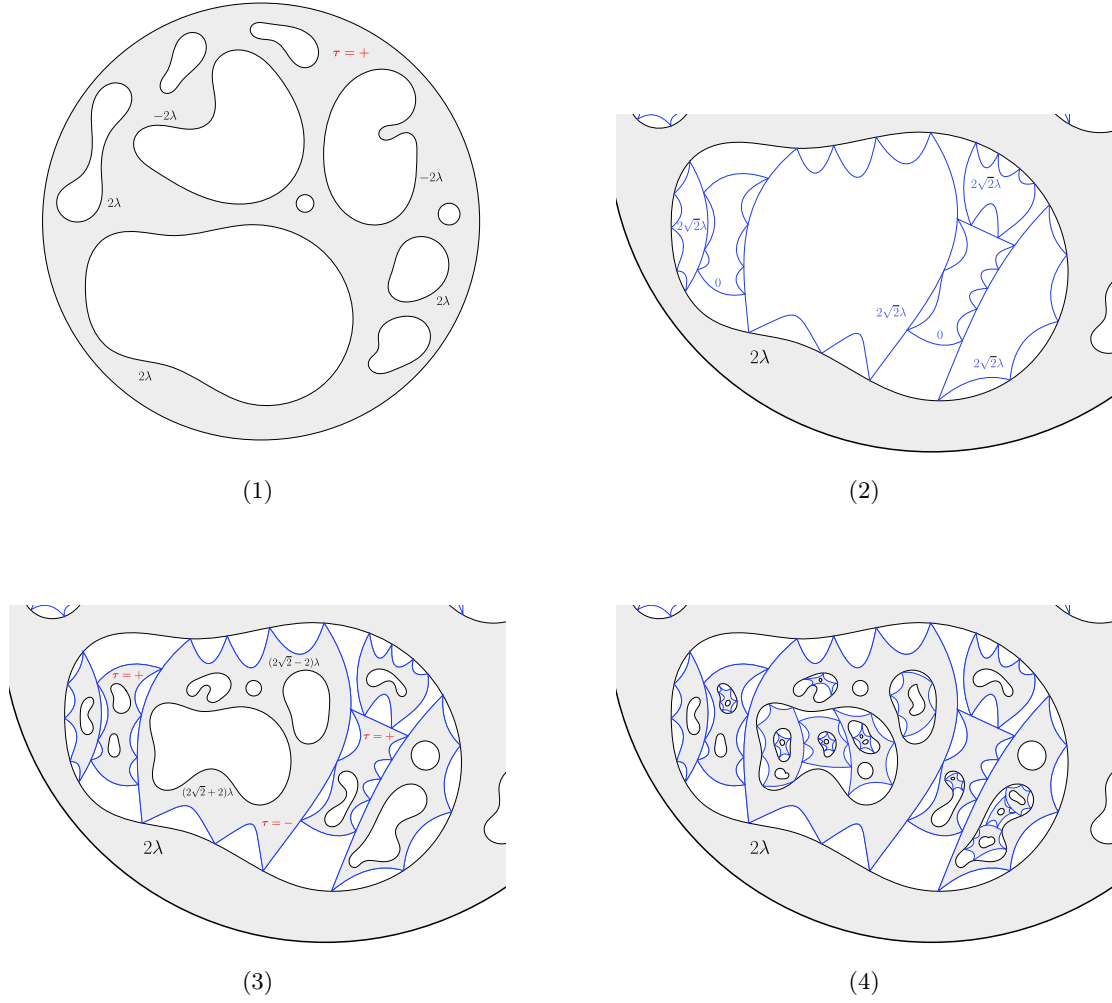 τ = +
−2λ
−2λ
2λ
2λ
2λ
(1)
2√2λ
2√2λ
0
2√2λ
0
2λ
2√2λ
(2)
(2√2−2)λ
τ = +
τ = +
(2√2+2)λ
τ = −
2λ
(3)
2λ
(4)